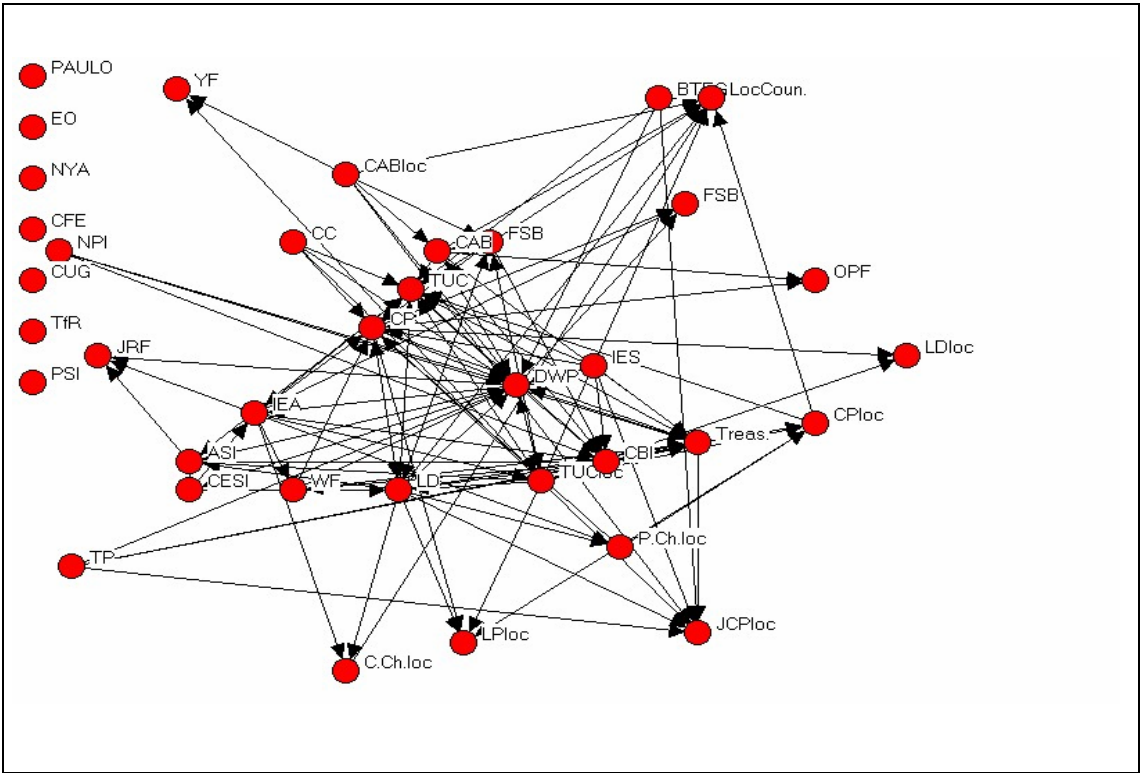 PAULO
YF
BTEG LocCoun.
EO
CABloc
NYA
FSB
CFE
CC
CAB
FSB
NPI
CUG
TUC
OPF
CP
TfR
JRF
IES
LDloc
PSI
DWP
IEA
CPloc
Treas.
ASI
CBI
TUCloc
CESI
WF
LD
P.Ch.loc
TP
JCPloc
LPloc
C.Ch.loc